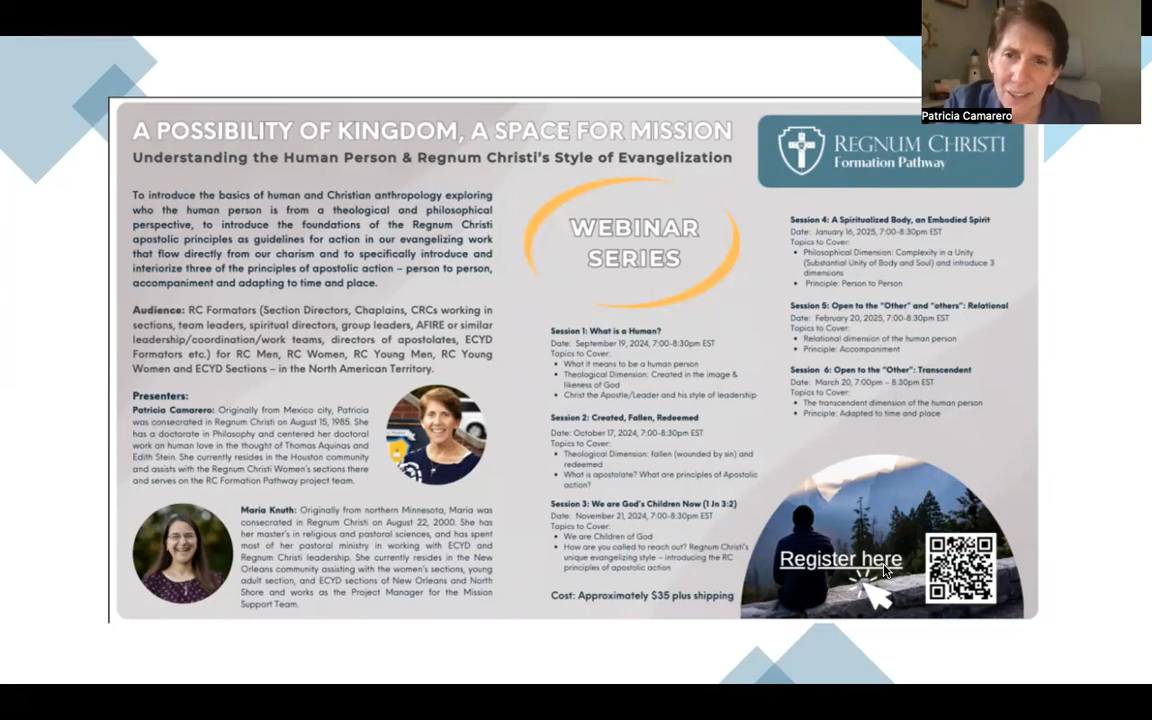 Patricia Camarero
A POSSIBILITY OF KINGDOM, A SPACE FOR MISSION
Understanding the Human Person & Regnum Christi's Style of Evangelization
REGNUM CHRISTI
Formation Pathway
To introduce the basics of human and Christian anthropology exploring
who the human person is from a theological and philosophical
perspective, to introduce the foundations of the Regnum Christi
apostolic principles as guidelines for action in our evangelizing work
that flow directly from our charism and to specifically introduce and
interiorize three of the principles of apostolic action – person to person,
accompaniment and adapting to time and place.
Audience: RC Formators (Section Directors, Chaplains, CRCs working in
sections, team leaders, spiritual directors, group leaders, AFIRE or similar
leadership/coordination/work teams, directors of apostolates, ECYD
Formators etc.) for RC Men, RC Women, RC Young Men, RC Young
Women and ECYD Sections – in the North American Territory.
Presenters:
Patricia Camarero: Originally from Mexico city, Patricia
was consecrated in Regnum Christi on August 15, 1985. She
has a doctorate in Philosophy and centered her doctoral
work on human love in the thought of Thomas Aquinas and
Edith Stein. She currently resides in the Houston community
and assists with the Regnum Christi Women's sections there
and serves on the RC Formation Pathway project team.
Maria Knuth: Originally from northern Minnesota, Maria was
consecrated in Regnum Christi on August 22, 2000. She has
her master's in religious and pastoral sciences, and has spent
most of her pastoral ministry in working with ECYD and
Regnum Christi leadership. She currently resides in the New
Orleans community assisting with the women's sections, young
adult section, and ECYD sections of New Orleans and North
Shore and works as the Project Manager for the Mission
Support Team.
WEBINAR
SERIES
Session 1: What is a Human?
Date: September 19, 2024, 7:00-8:30pm EST
Topics to Cover:
• What it means to be a human person
• Theological Dimension: Created in the image &
likeness of God
• Christ the Apostle/Leader and his style of leadership
Session 2: Created, Fallen, Redeemed
Date: October 17, 2024, 7:00-8:30pm EST
Topics to Cover:
• Theological Dimension: fallen (wounded by sin) and
redeemed
• What is apostolate? What are principles of Apostolic
action?
Session 3: We are God's Children Now (1 Jn 3:2)
Date: November 21, 2024, 7:00-8:30pm EST
Topics to Cover:
• We are Children of God
• How are you called to reach out? Regnum Christi's
unique evangelizing style – introducing the RC
principles of apostolic action
Cost: Approximately $35 plus shipping
Session 4: A Spiritualized Body, an Embodied Spirit
Date: January 16, 2025, 7:00-8:30pm EST
Topics to Cover:
• Philosophical Dimension: Complexity in a Unity
(Substantial Unity of Body and Soul) and introduce 3
dimensions
• Principle: Person to Person
Session 5: Open to the "Other" and "others": Relational
Date: February 20, 2025, 7:00-8:30pm EST
Topics to Cover:
• Relational dimension of the human person
• Principle: Accompaniment
Session 6: Open to the "Other": Transcendent
Date: March 20, 7:00pm – 8:30pm EST
Topics to Cover:
• The transcendent dimension of the human person
• Principle: Adapted to time and place
Register here